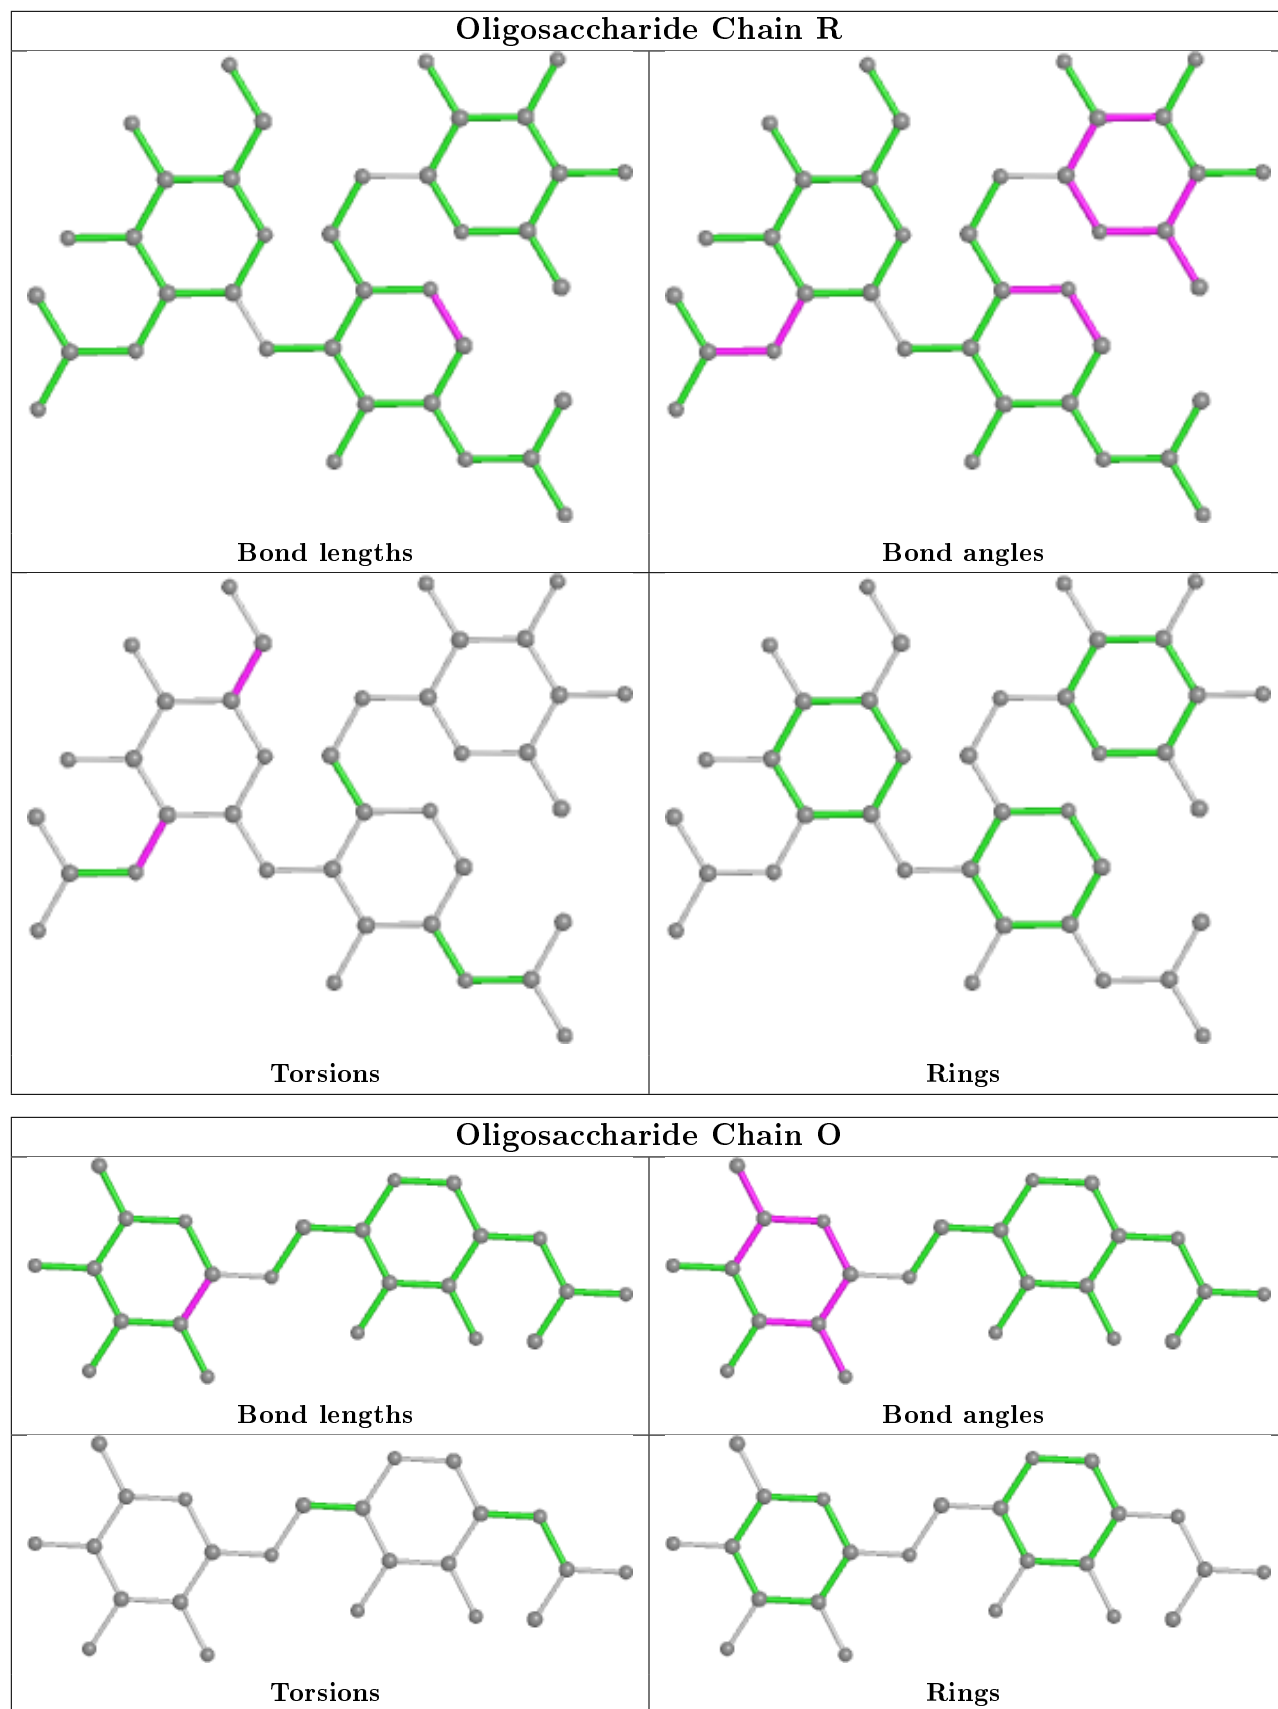 Oligosaccharide Chain R
Bond lengths
Bond angles
Torsions
Rings
Oligosaccharide Chain O
Bond lengths
Bond angles
Torsions
Rings